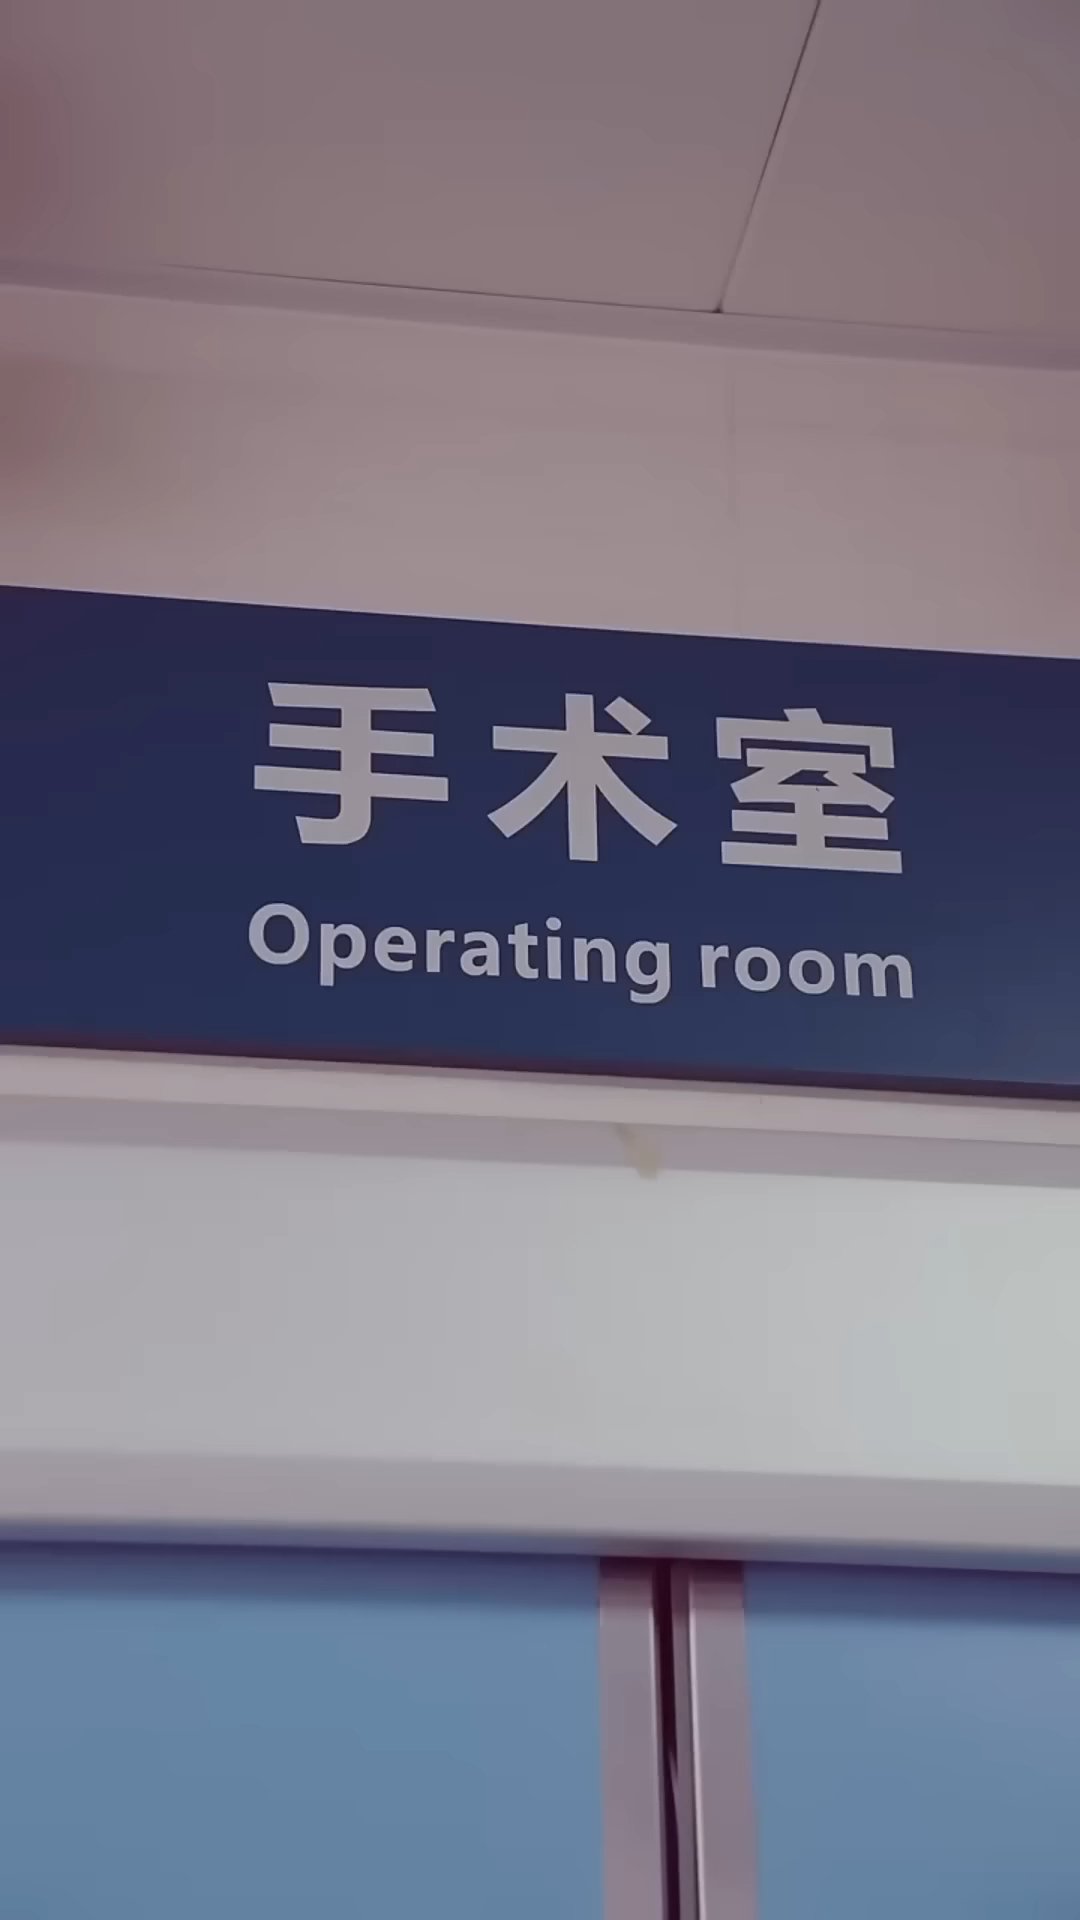 手术室
Operating room